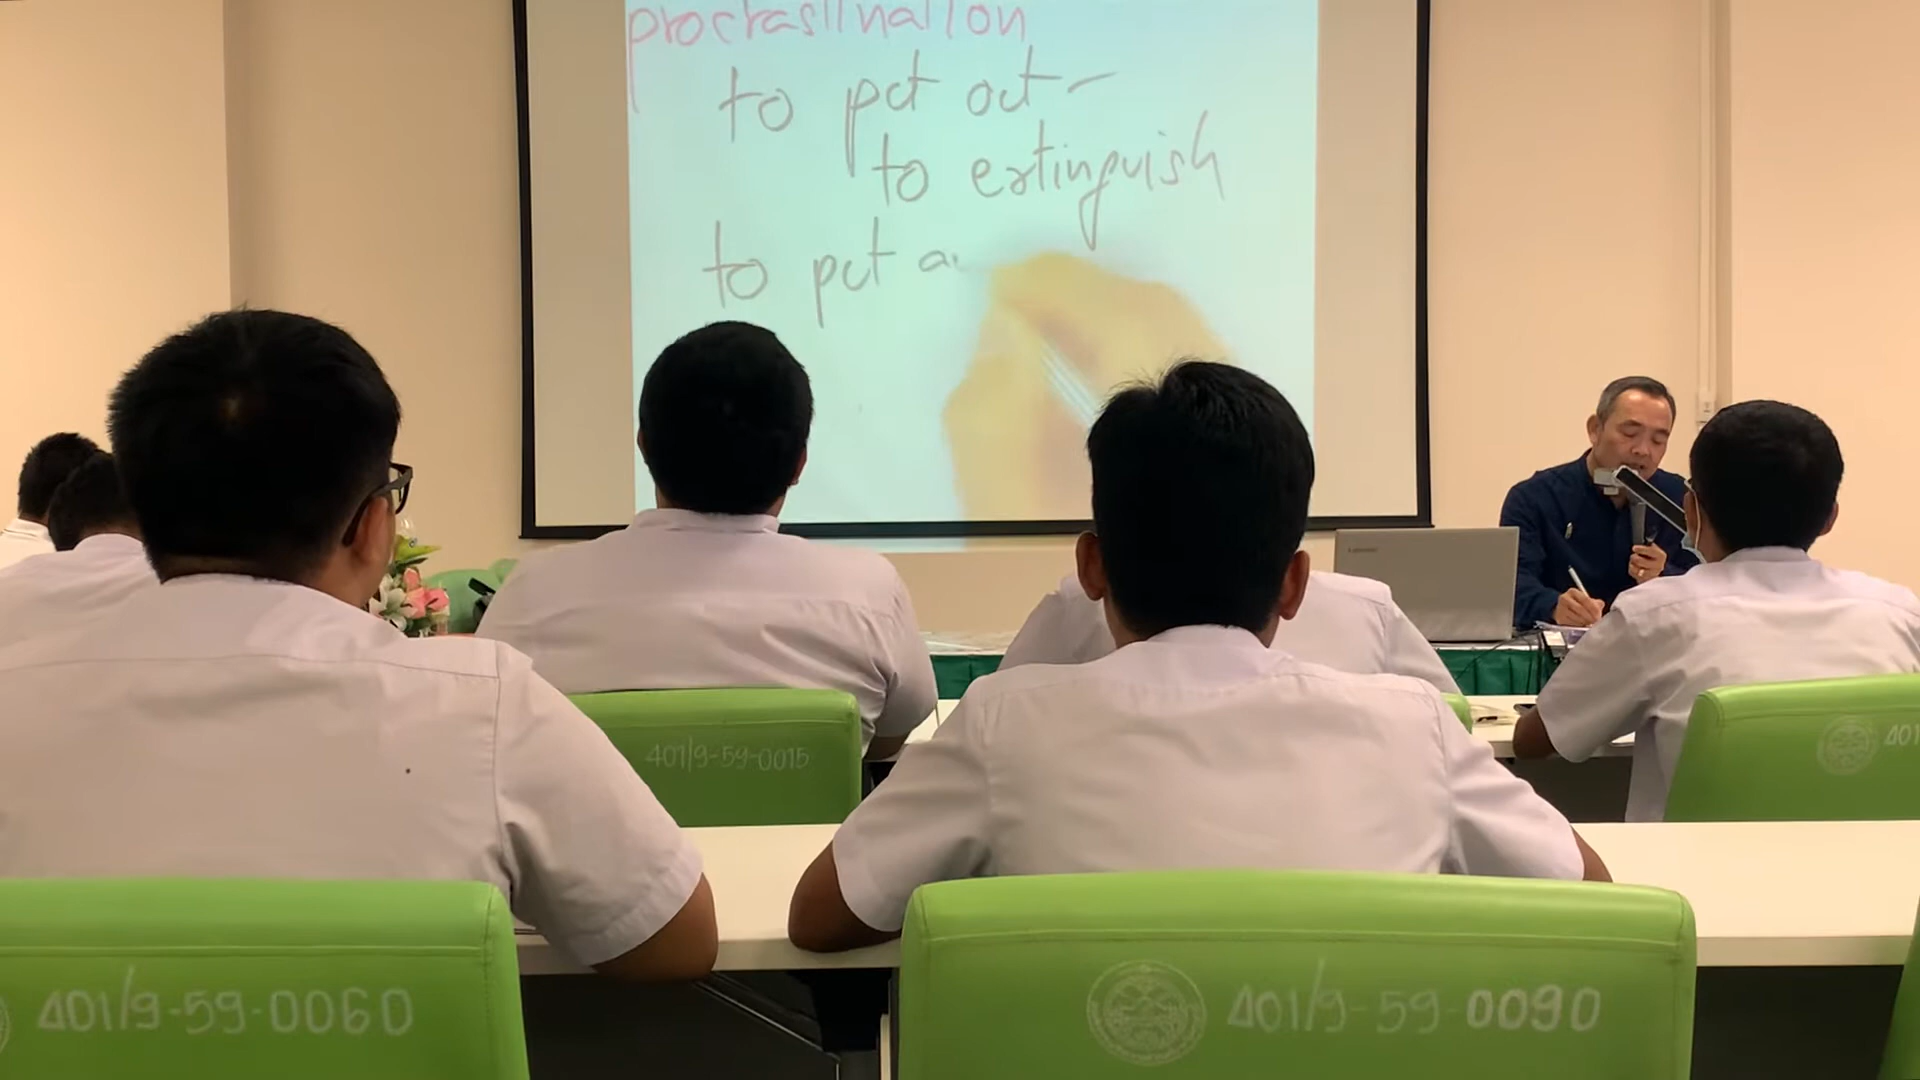 procrastination
to put out -
to extinguish
to put a
401/9-59-0015
401
401/9-59-0060
401/9-59-0090